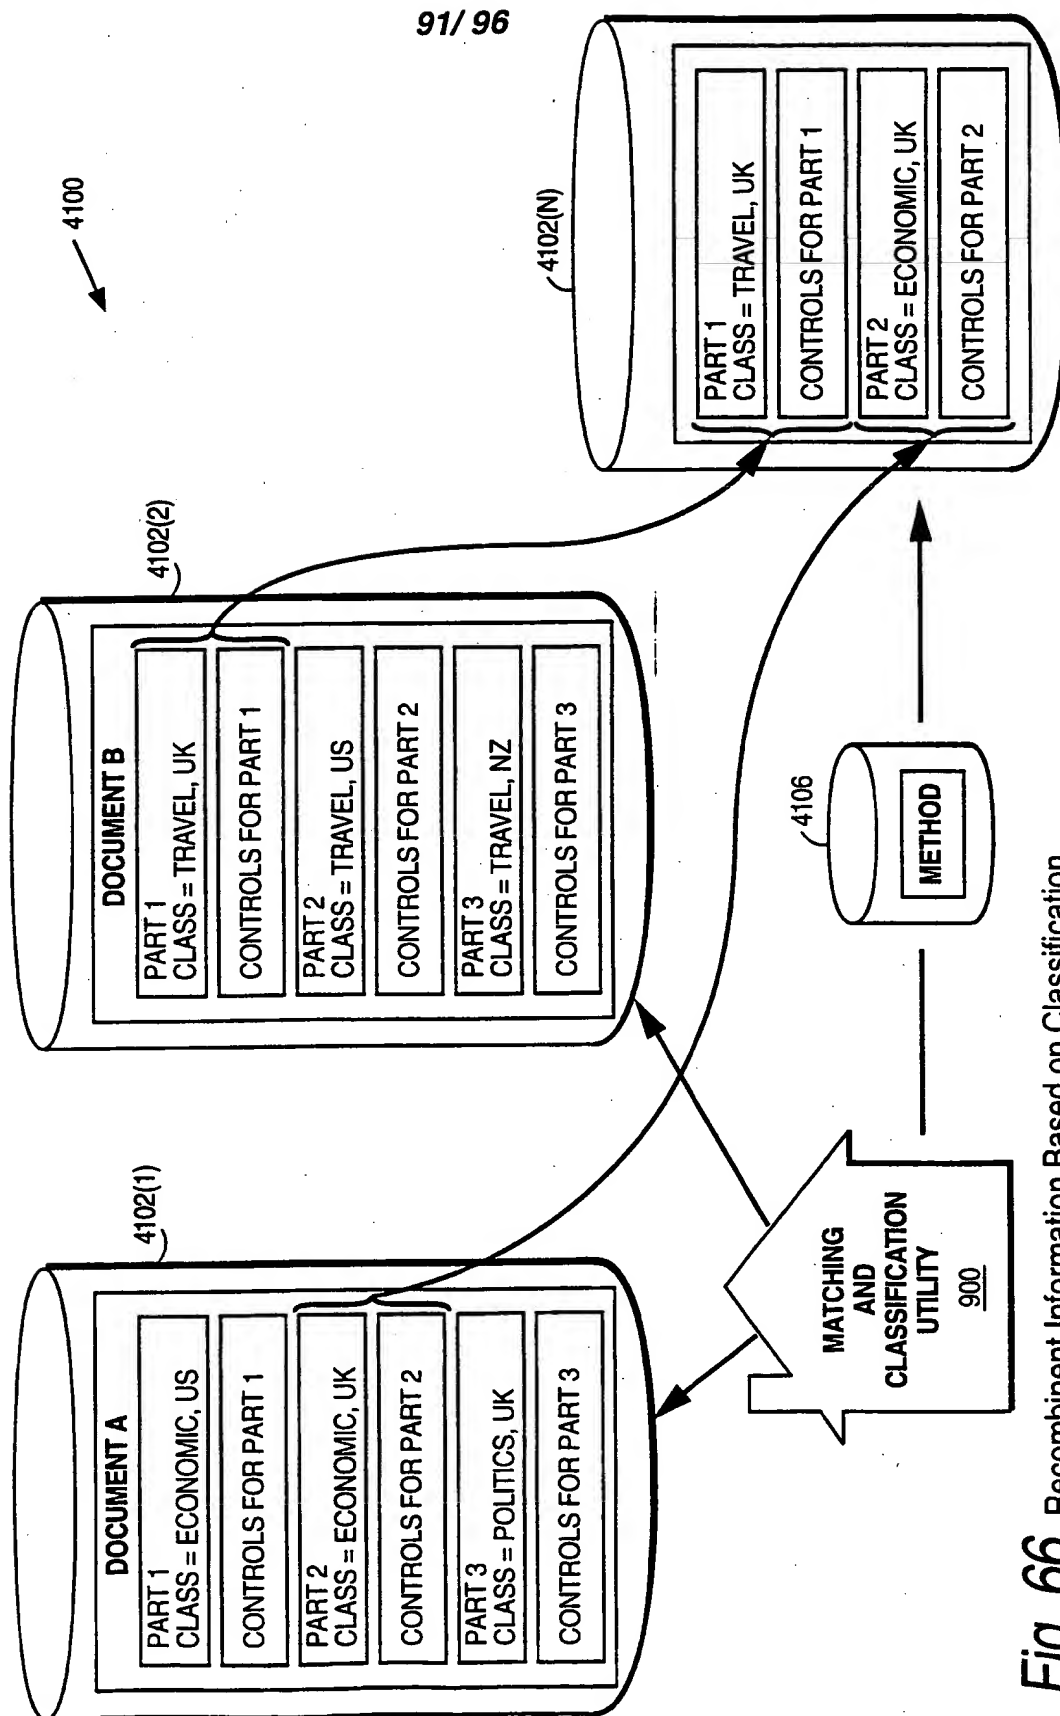 91/96
4100
4102(1)
DOCUMENT A
PART 1
CLASS = ECONOMIC, US
CONTROLS FOR PART 1
PART 2
CLASS = ECONOMIC, UK
CONTROLS FOR PART 2
PART 3
CLASS = POLITICS, UK
CONTROLS FOR PART 3
4102(2)
DOCUMENT B
PART 1
CLASS = TRAVEL, UK
CONTROLS FOR PART 1
PART 2
CLASS = TRAVEL, US
CONTROLS FOR PART 2
PART 3
CLASS = TRAVEL, NZ
CONTROLS FOR PART 3
4102(N)
PART 1
CLASS = TRAVEL, UK
CONTROLS FOR PART 1
PART 2
CLASS = ECONOMIC, UK
CONTROLS FOR PART 2
MATCHING
AND
CLASSIFICATION
UTILITY
900
4106
METHOD
Fig. 66 Recombinent Information Based on Classification